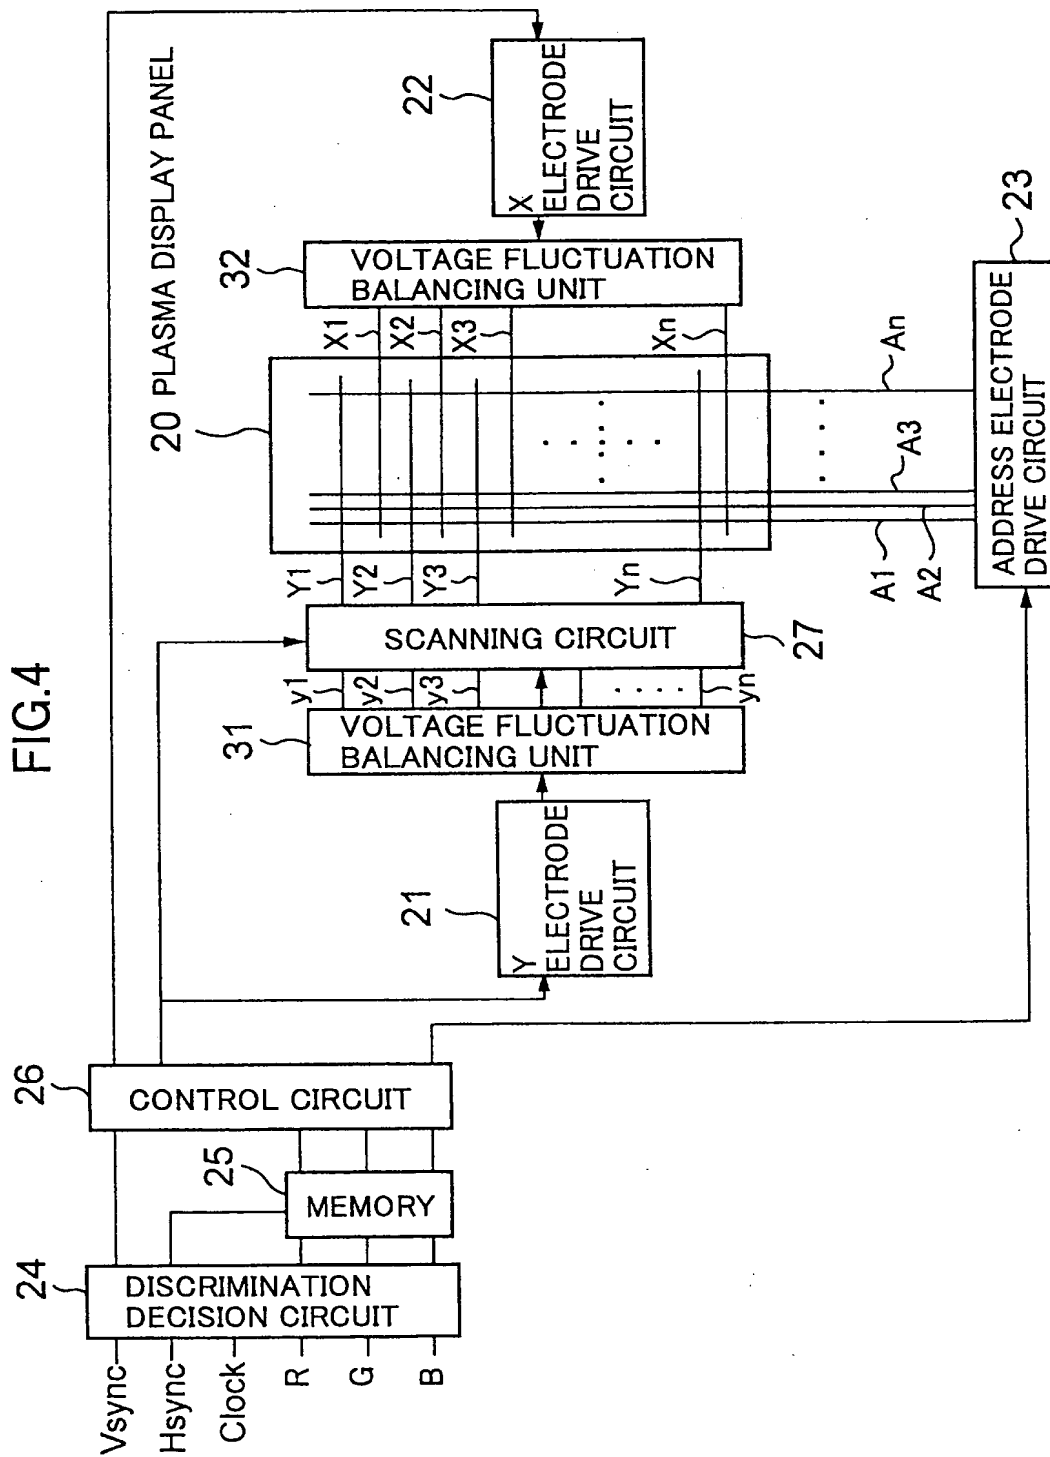 FIG.4
20 PLASMA DISPLAY PANEL
Vsync
Hsync
Clock
R
G
B
24
DISCRIMINATION
DECISION CIRCUIT
25
MEMORY
26
CONTROL CIRCUIT
21
Y
ELECTRODE
DRIVE
CIRCUIT
31
VOLTAGE FLUCTUATION
BALANCING UNIT
y1
y2
y3
yn
SCANNING CIRCUIT
27
Y1
Y2
Y3
Yn
X1
X2
X3
Xn
32
VOLTAGE FLUCTUATION
BALANCING UNIT
22
X
ELECTRODE
DRIVE
CIRCUIT
A1
A2
A3
An
ADDRESS ELECTRODE
DRIVE CIRCUIT
23